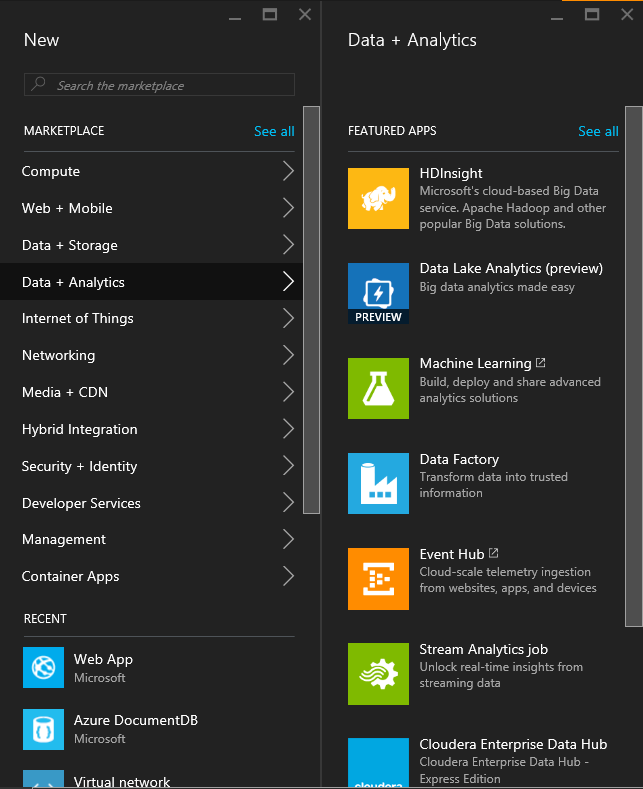 New
Search the marketplace
MARKETPLACE See all
Compute
Web + Mobile
Data + Storage
Data + Analytics
Internet of Things
Networking
Media + CDN
Hybrid Integration
Security + Identity
Developer Services
Management
Container Apps
RECENT
Web App
Microsoft
Azure DocumentDB
Microsoft
Virtual network
Data + Analytics
FEATURED APPS See all
HDInsight
Microsoft's cloud-based Big Data
service. Apache Hadoop and other
popular Big Data solutions.
Data Lake Analytics (preview)
Big data analytics made easy
PREVIEW
Machine Learning
Build, deploy and share advanced
analytics solutions
Data Factory
Transform data into trusted
information
Event Hub
Cloud-scale telemetry ingestion
from websites, apps, and devices
Stream Analytics job
Unlock real-time insights from
streaming data
Cloudera Enterprise Data Hub
Cloudera Enterprise Data Hub -
Express Edition
cloudera